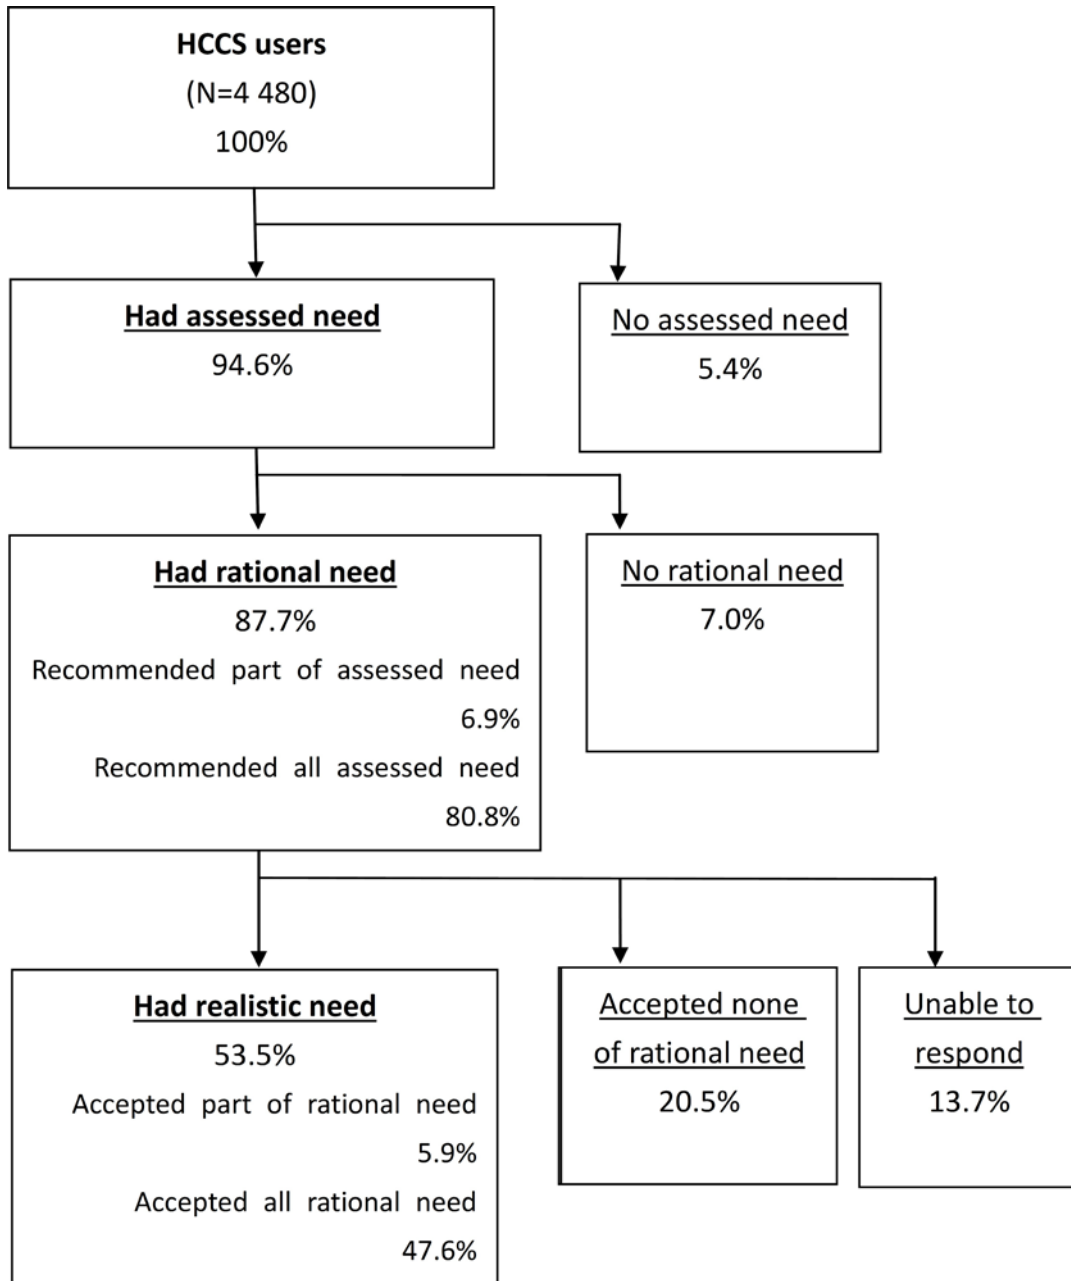 HCCS users
(N=4 480)
100%
Had assessed need
94.6%
No assessed need
5.4%
Had rational need
87.7%
Recommended part of assessed need
6.9%
Recommended all assessed need
80.8%
No rational need
7.0%
Had realistic need
53.5%
Accepted part of rational need
5.9%
Accepted all rational need
47.6%
Accepted none
of rational need
20.5%
Unable to
respond
13.7%